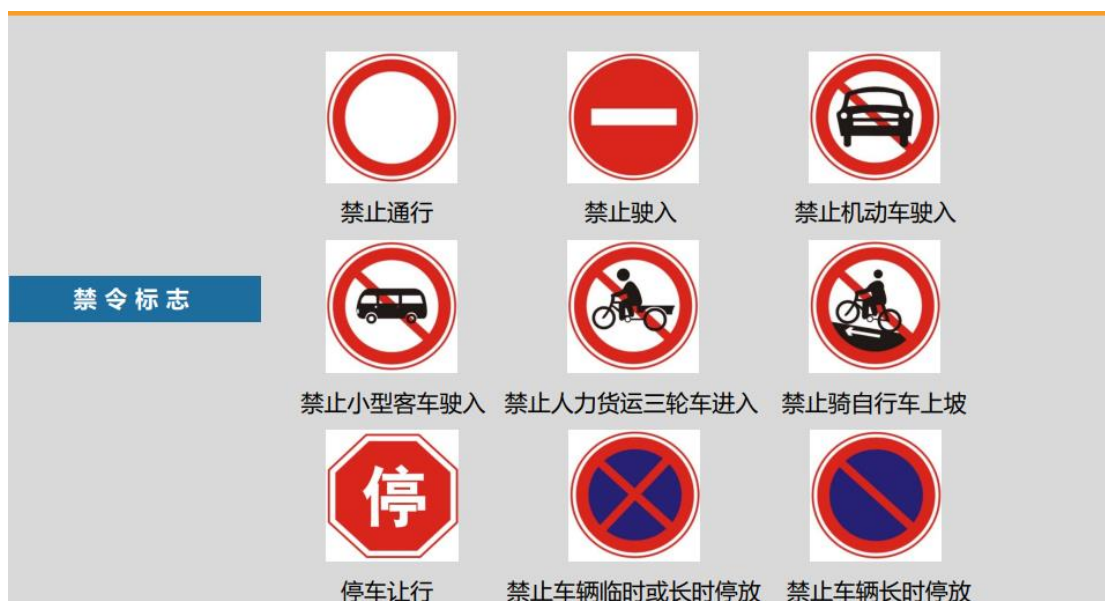 禁止通行
禁止驶入
禁止机动车驶入
禁令标志
禁止小型客车驶入
禁止人力货运三轮车进入
禁止骑自行车上坡
停
停车让行
禁止车辆临时或长时停放
禁止车辆长时停放